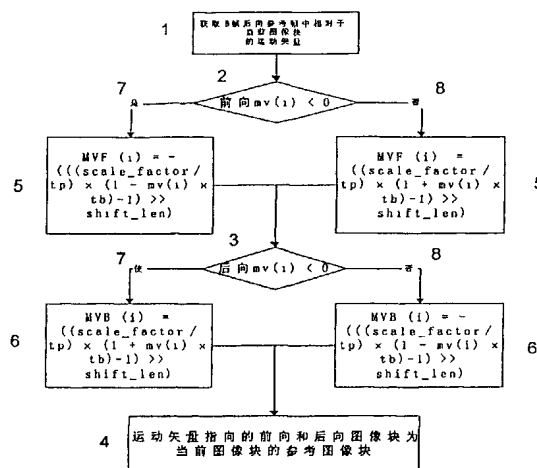 1
获取B帧后向参考帧中相对于
当前图像块
的运动矢量
7
2
8
前向mv(i) < 0
否
MVF (i) = -
(((scale_factor/
tp) × (1 - mv(i) ×
tb)-1) >>
shift_len)
5
MVF (i) =
(((scale_factor/
tp) × (1 + mv(i) ×
tb)-1) >>
shift_len)
5
3
7
8
后向mv(i) < 0
否
MVB (i) =
((scale_factor/
tp) × (1 + mv(i) ×
tb)-1) >>
shift_len)
6
MVB (i) = -
(((scale_factor/
tp) × (1 - mv(i) ×
tb)-1) >>
shift_len)
6
4
运动矢量指向的前向和后向图像块为
当前图像块的参考图像块